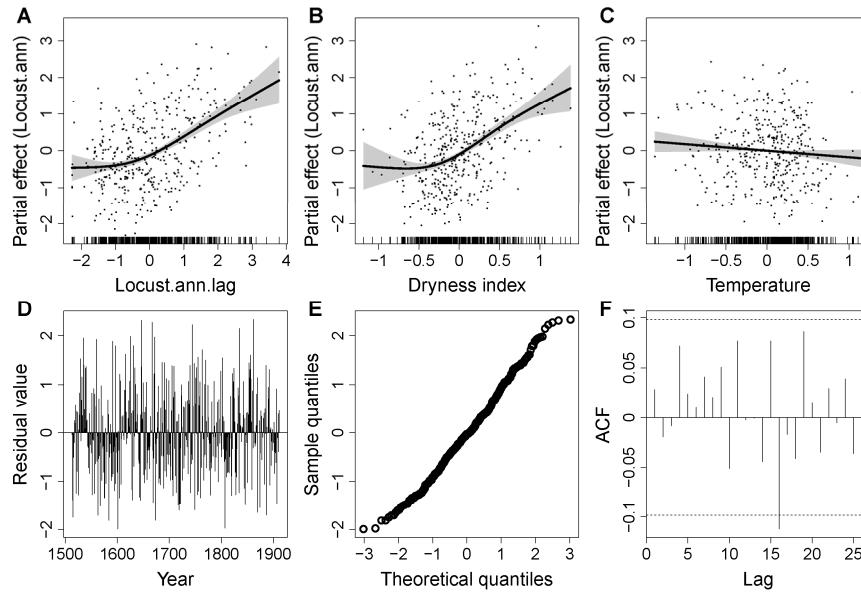 A
Partial effect (Locust.ann)
3
2
1
0
−1
−2
−2 −1 0 1 2 3 4
Locust.ann.lag
B
Partial effect (Locust.ann)
3
2
1
0
−1
−2
−1 −0.5 0 0.5 1
Dryness index
C
Partial effect (Locust.ann)
3
2
1
0
−1
−2
−1 −0.5 0 0.5 1
Temperature
D
Residual value
2
1
0
−1
−2
1500 1600 1700 1800 1900
Year
E
Sample quantiles
2
1
0
−1
−2
−3 −2 −1 0 1 2 3
Theoretical quantiles
F
ACF
0.1
0.05
0
−0.05
−0.1
0 5 10 15 20 25
Lag